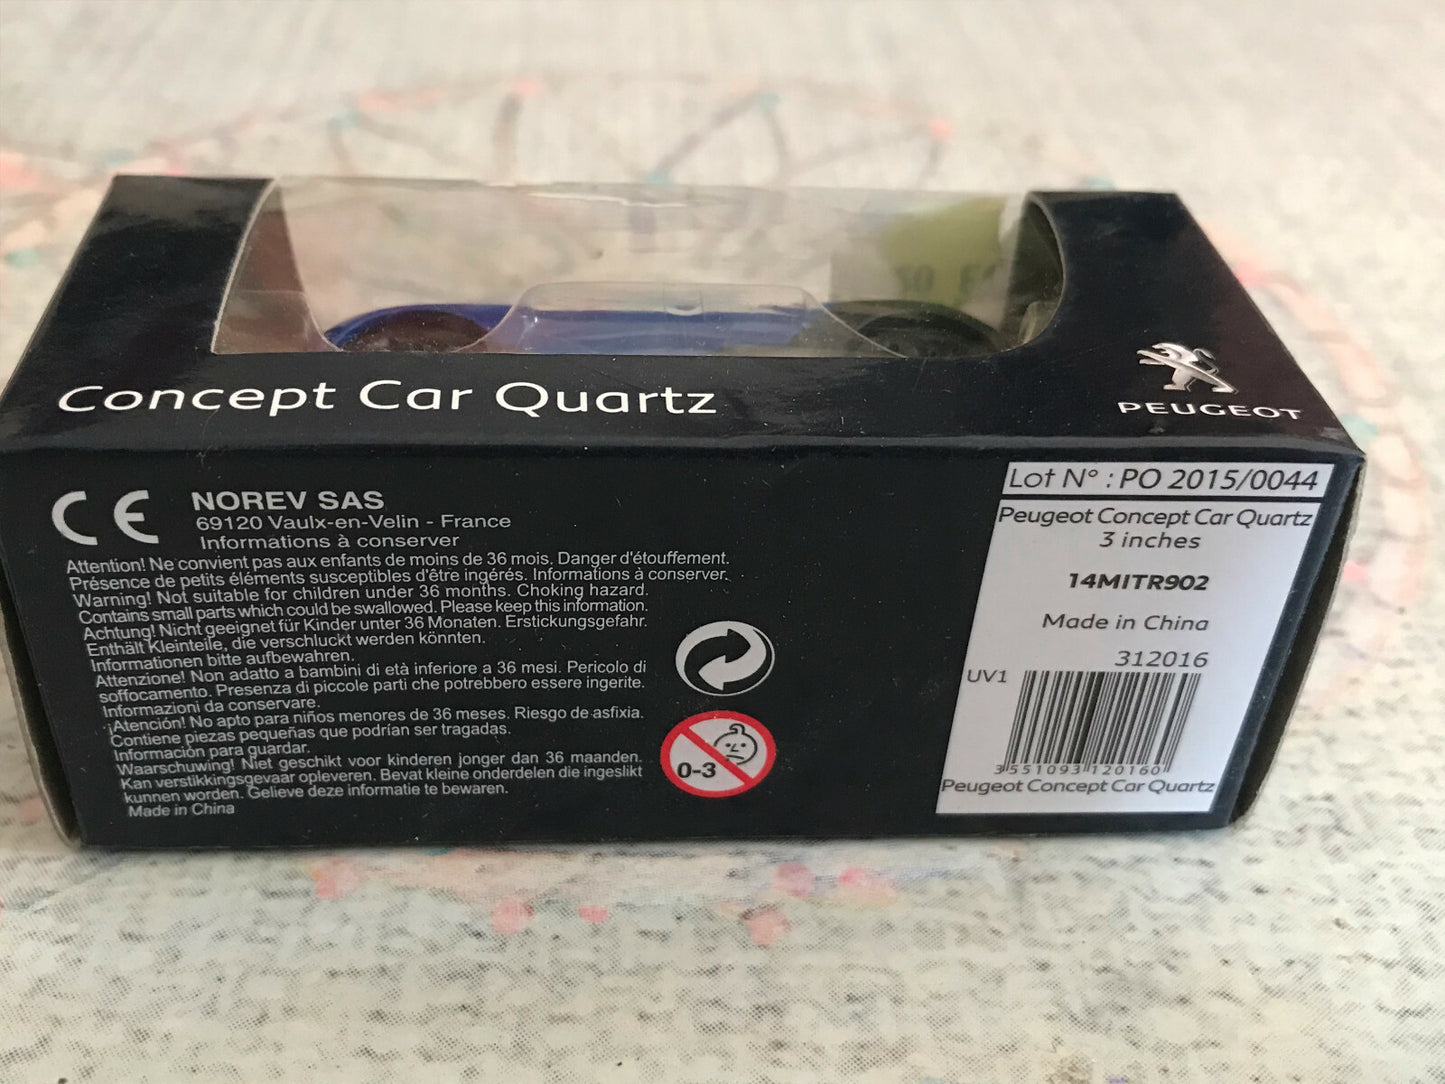 Concept Car Quartz
PEUGEOT
CE
NOREV SAS
69120 Vaulx-en-Velin - France
Informations à conserver
Attention! Ne convient pas aux enfants de moins de 36 mois. Danger d'étouffement.
Présence de petits éléments susceptibles d'être ingérés. Informations à conserver.
Warning! Not suitable for children under 36 months. Choking hazard.
Contains small parts which could be swallowed. Please keep this information.
Achtung! Nicht geeignet für Kinder unter 36 Monaten. Erstickungsgefahr.
Enthält Kleinteile, die verschluckt werden könnten.
Informationen bitte aufbewahren.
Attenzione! Non adatto a bambini di età inferiore a 36 mesi. Pericolo di
soffocamento. Presenza di piccole parti che potrebbero essere ingerite.
Informazioni da conservare.
¡Atención! No apto para niños menores de 36 meses. Riesgo de asfixia.
Contiene piezas pequeñas que podrían ser tragadas.
Información para guardar.
Waarschuwing! Niet geschikt voor kinderen jonger dan 36 maanden.
Kan verstikkingsgevaar opleveren. Bevat kleine onderdelen die ingeslikt
kunnen worden. Gelieve deze informatie te bewaren.
Made in China
0-3
Lot N° : PO 2015/0044
Peugeot Concept Car Quartz
3 inches
14MITR902
Made in China
312016
UV1
3 551093 120160
Peugeot Concept Car Quartz